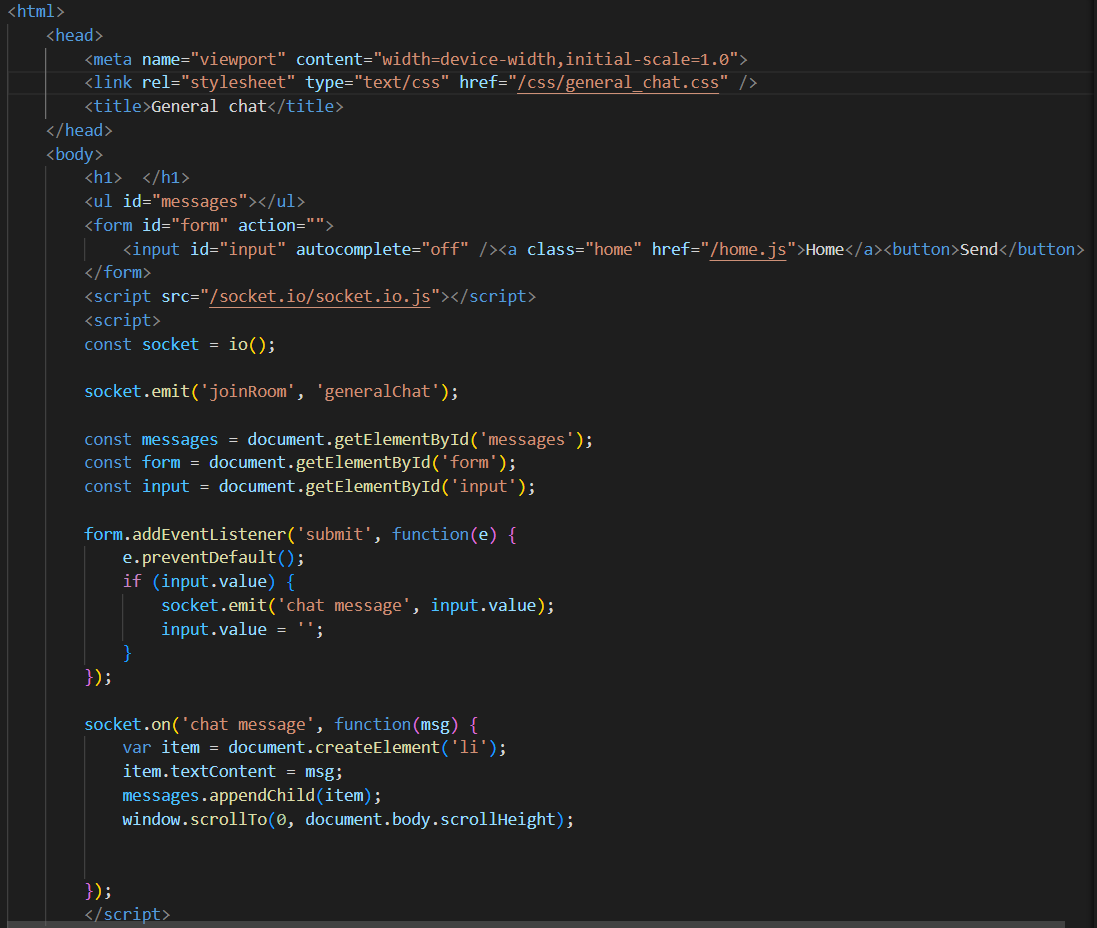 <html>
<head>
<meta name="viewport" content="width=device-width,initial-scale=1.0">
<link rel="stylesheet" type="text/css" href="/css/general_chat.css" />
<title>General chat</title>
</head>
<body>
<h1>  </h1>
<ul id="messages"></ul>
<form id="form" action="">
<input id="input" autocomplete="off" /><a class="home" href="/home.js">Home</a><button>Send</button>
</form>
<script src="/socket.io/socket.io.js"></script>
<script>
const socket = io();
socket.emit('joinRoom', 'generalChat');
const messages = document.getElementById('messages');
const form = document.getElementById('form');
const input = document.getElementById('input');
form.addEventListener('submit', function(e) {
e.preventDefault();
if (input.value) {
socket.emit('chat message', input.value);
input.value = '';
}
});
socket.on('chat message', function(msg) {
var item = document.createElement('li');
item.textContent = msg;
messages.appendChild(item);
window.scrollTo(0, document.body.scrollHeight);
});
</script>